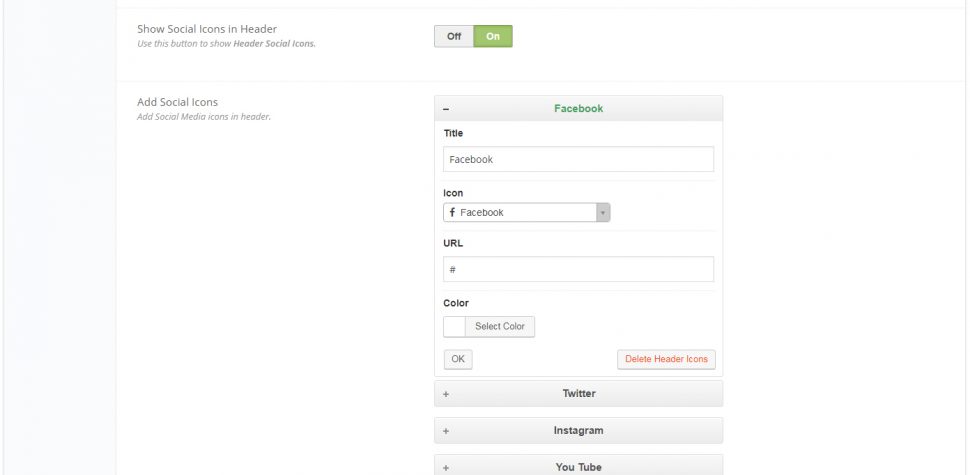 Show Social Icons in Header
Use this button to show Header Social Icons.
Off On
Add Social Icons
Add Social Media icons in header.
− Facebook
Title
Facebook
Icon
Facebook
URL
#
Color
Select Color
OK Delete Header Icons
+ Twitter
+ Instagram
+ You Tube